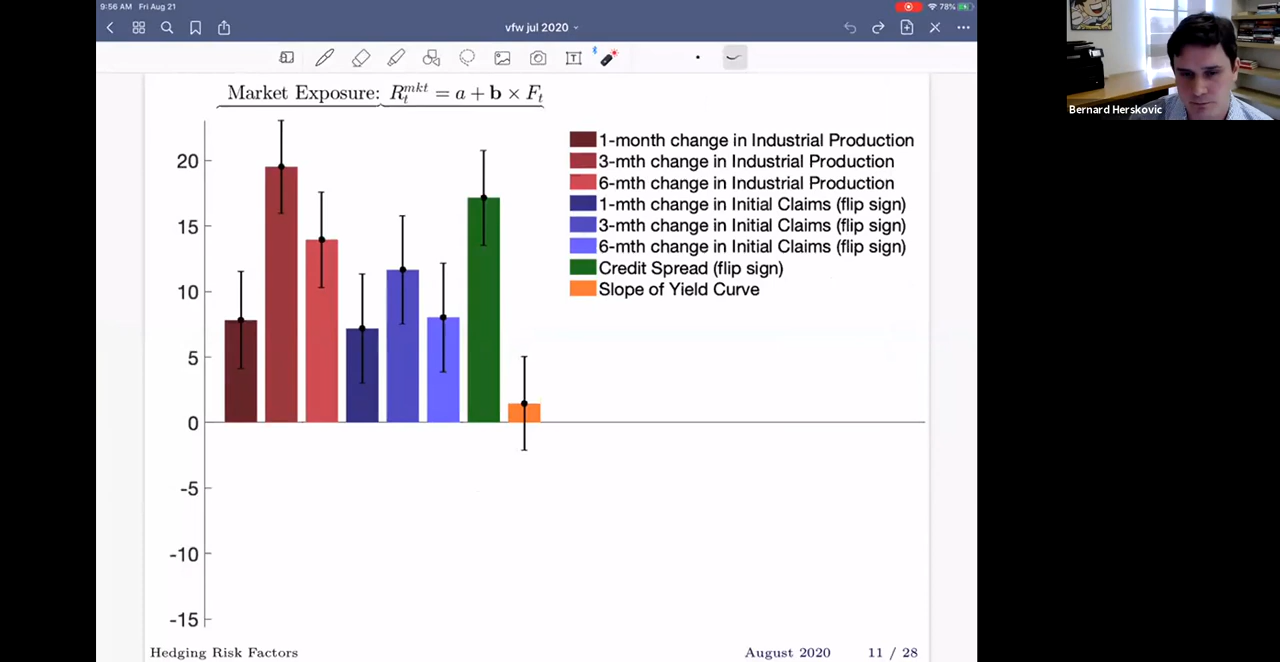 9:56 AM Fri Aug 21
78%
vfw jul 2020
Market Exposure: R_t^{mkt} = a + b × F_t
20
15
10
5
0
-5
-10
-15
1-month change in Industrial Production
3-mth change in Industrial Production
6-mth change in Industrial Production
1-mth change in Initial Claims (flip sign)
3-mth change in Initial Claims (flip sign)
6-mth change in Initial Claims (flip sign)
Credit Spread (flip sign)
Slope of Yield Curve
Hedging Risk Factors
August 2020
11 / 28
Bernard Herskovic